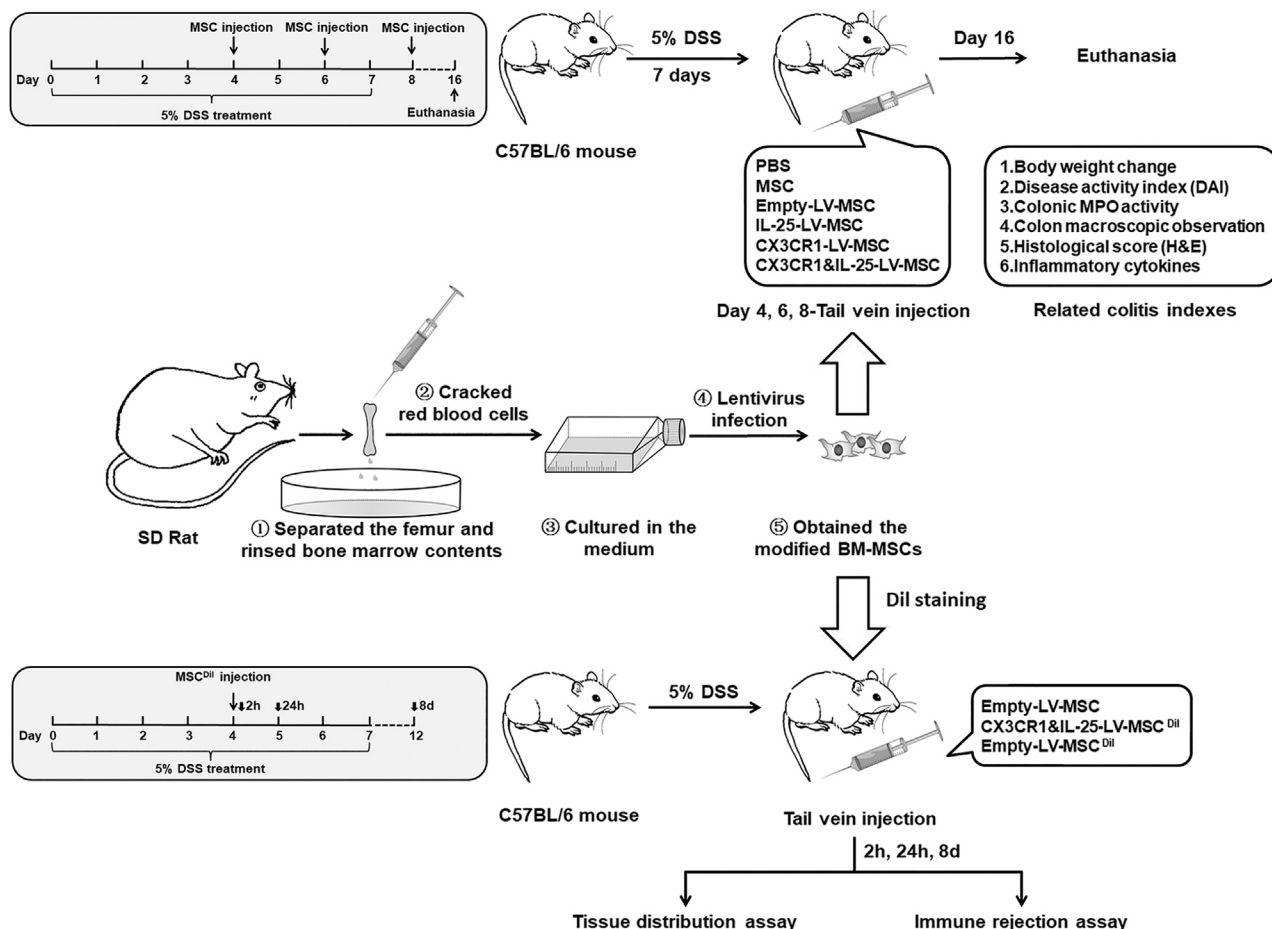 MSC injection MSC injection MSC injection
Day 0 1 2 3 4 5 6 7 8 16
5% DSS treatment
Euthanasia
C57BL/6 mouse
5% DSS
7 days
Day 16
Euthanasia
PBS
MSC
Empty-LV-MSC
IL-25-LV-MSC
CX3CR1-LV-MSC
CX3CR1&IL-25-LV-MSC
Day 4, 6, 8-Tail vein injection
1.Body weight change
2.Disease activity index (DAI)
3.Colonic MPO activity
4.Colon macroscopic observation
5.Histological score (H&E)
6.Inflammatory cytokines
Related colitis indexes
SD Rat
① Separated the femur and
rinsed bone marrow contents
② Cracked
red blood cells
③ Cultured in the
medium
④ Lentivirus
infection
⑤ Obtained the
modified BM-MSCs
Dil staining
MSCDil injection
2h 24h 8d
Day 0 1 2 3 4 5 6 7 12
5% DSS treatment
C57BL/6 mouse
5% DSS
Empty-LV-MSC
CX3CR1&IL-25-LV-MSC Dil
Empty-LV-MSC Dil
Tail vein injection
2h, 24h, 8d
Tissue distribution assay
Immune rejection assay